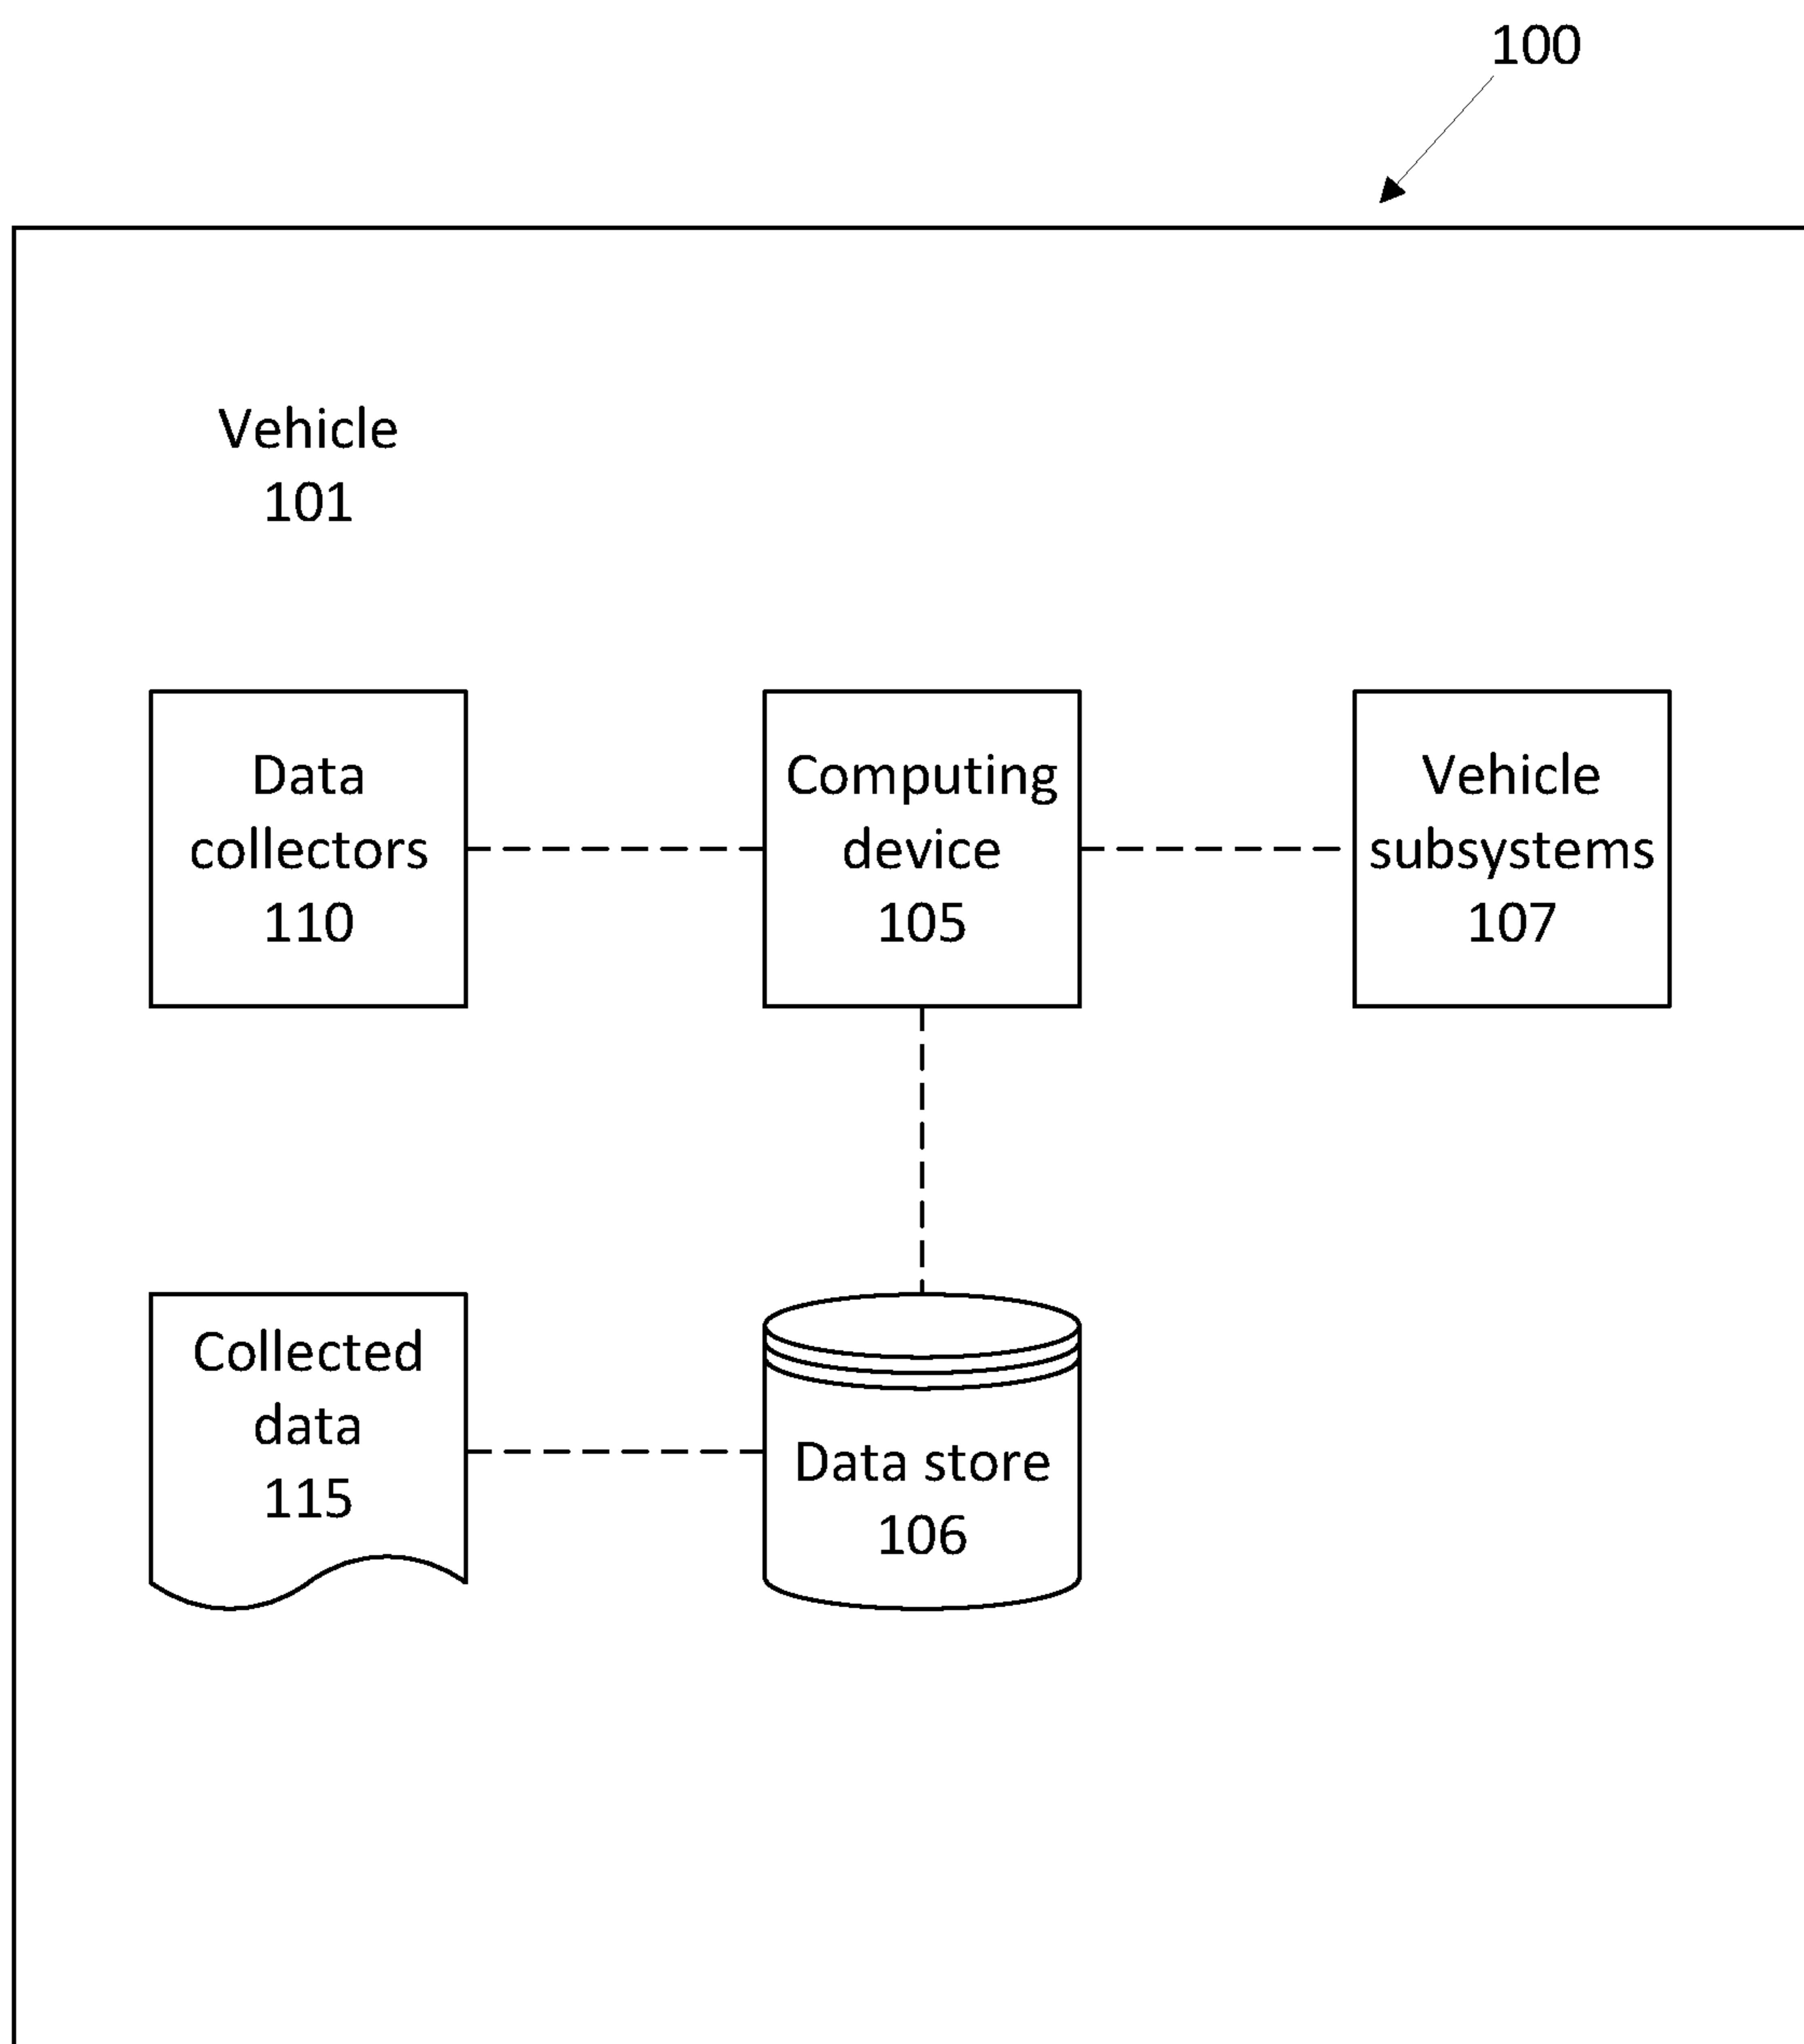 100
Vehicle
101
Data
collectors
110
Computing
device
105
Vehicle
subsystems
107
Collected
data
115
Data store
106